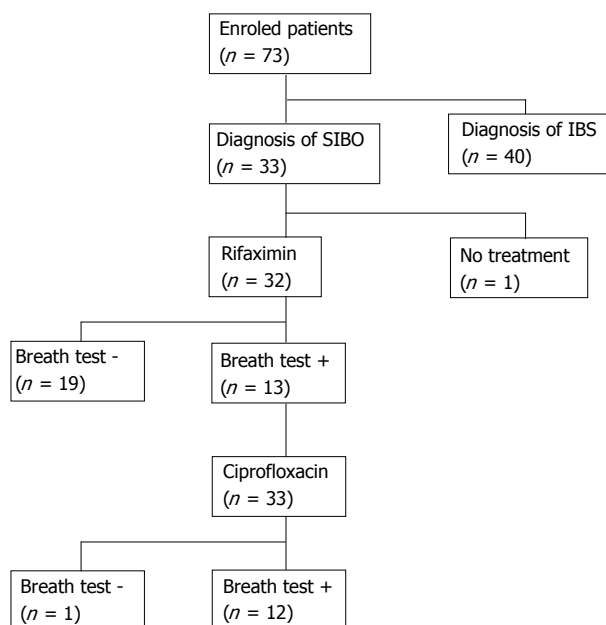 Enroled patients
(n = 73)
Diagnosis of SIBO
(n = 33)
Diagnosis of IBS
(n = 40)
Rifaximin
(n = 32)
No treatment
(n = 1)
Breath test -
(n = 19)
Breath test +
(n = 13)
Ciprofloxacin
(n = 33)
Breath test -
(n = 1)
Breath test +
(n = 12)